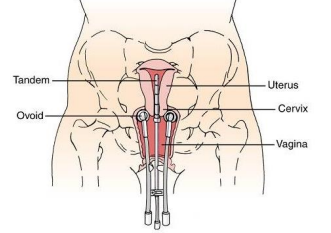 Tandem
Uterus
Ovoid
Cervix
Vagina